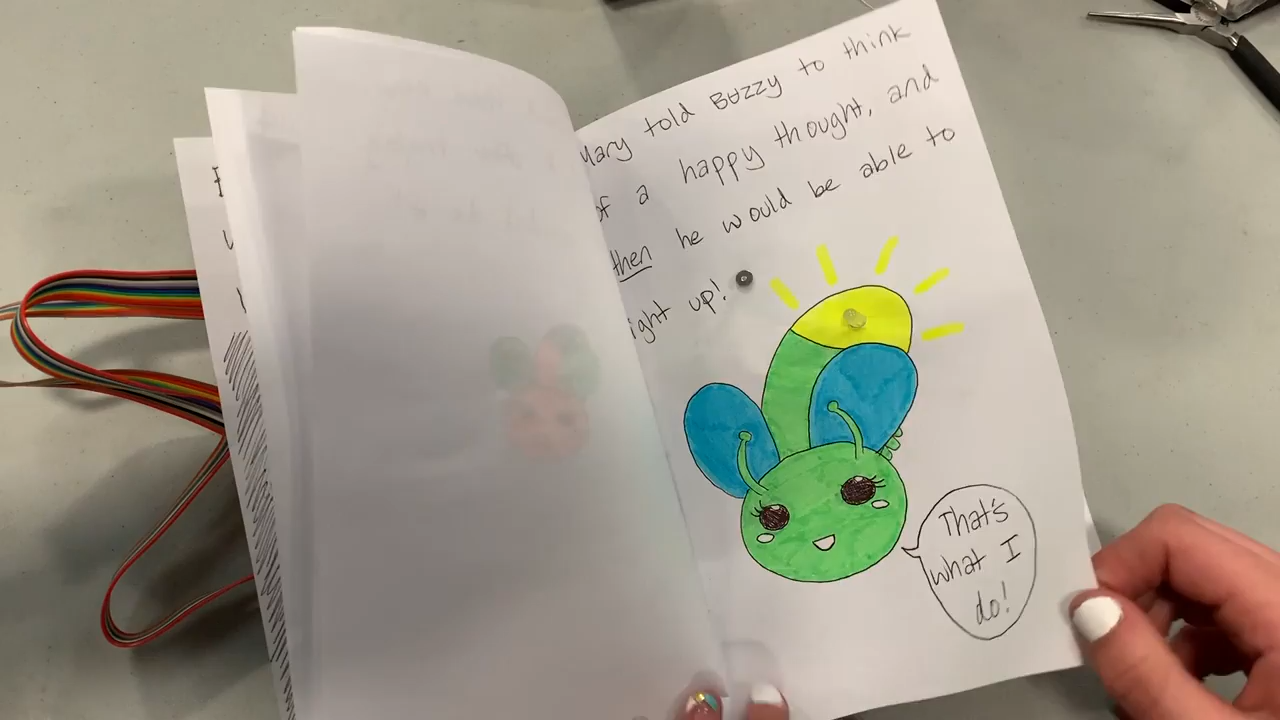 Mary told Buzzy to think
of a happy thought, and
then he would be able to
ight up!
That's
what I
do!